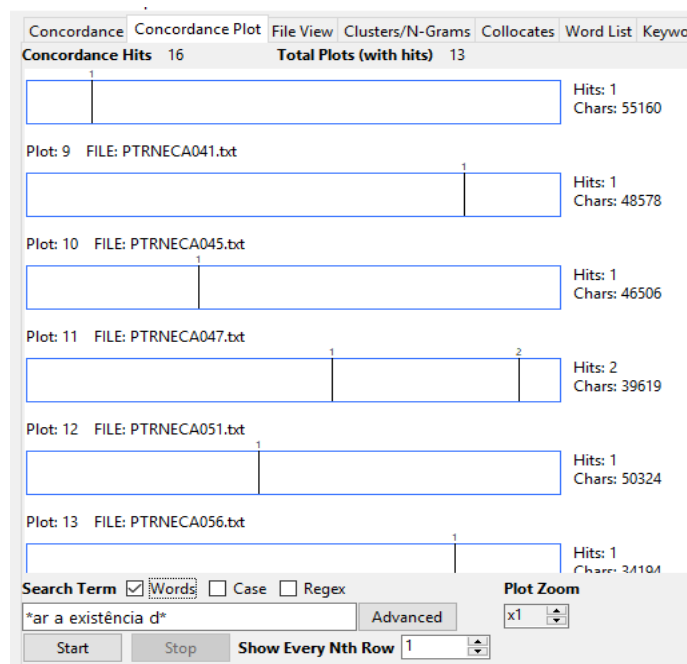 Concordance Concordance Plot File View Clusters/N-Grams Collocates Word List Keywo
Concordance Hits 16 Total Plots (with hits) 13
1
Hits: 1
Chars: 55160
Plot: 9 FILE: PTRNECA041.txt
1
Hits: 1
Chars: 48578
Plot: 10 FILE: PTRNECA045.txt
1
Hits: 1
Chars: 46506
Plot: 11 FILE: PTRNECA047.txt
1 2
Hits: 2
Chars: 39619
Plot: 12 FILE: PTRNECA051.txt
1
Hits: 1
Chars: 50324
Plot: 13 FILE: PTRNECA056.txt
1
Hits: 1
Chars: 34194
Search Term Words Case Regex Plot Zoom
*ar a existência d* Advanced x1
Start Stop Show Every Nth Row 1